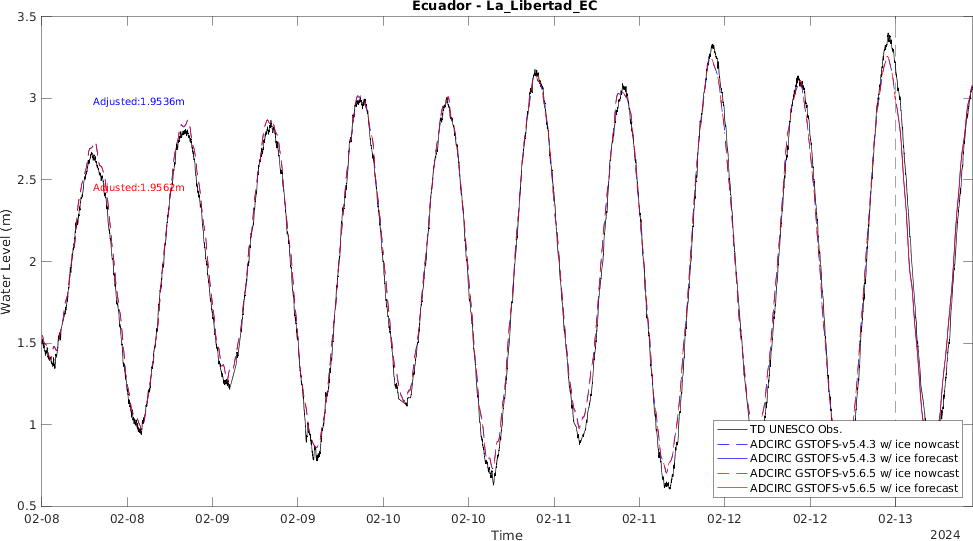 Ecuador - La_Libertad_EC
3.5
3
2.5
2
1.5
1
0.5
Water Level (m)
Adjusted:1.9536m
Adjusted:1.9562m
TD UNESCO Obs.
ADCIRC GSTOFS-v5.4.3 w/ ice nowcast
ADCIRC GSTOFS-v5.4.3 w/ ice forecast
ADCIRC GSTOFS-v5.6.5 w/ ice nowcast
ADCIRC GSTOFS-v5.6.5 w/ ice forecast
02-08 02-08 02-09 02-09 02-10 02-10 02-11 02-11 02-12 02-12 02-13
Time
2024